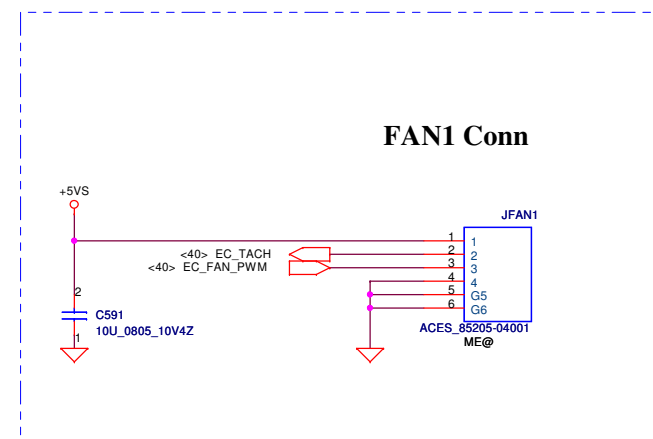 FAN1 Conn
+5VS
JFAN1
1 1
<40> EC_TACH 2 2
<40> EC_FAN_PWM 3 3
4 4
5 G5
6 G6
2
C591
10U_0805_10V4Z
1
ACES_85205-04001
ME@